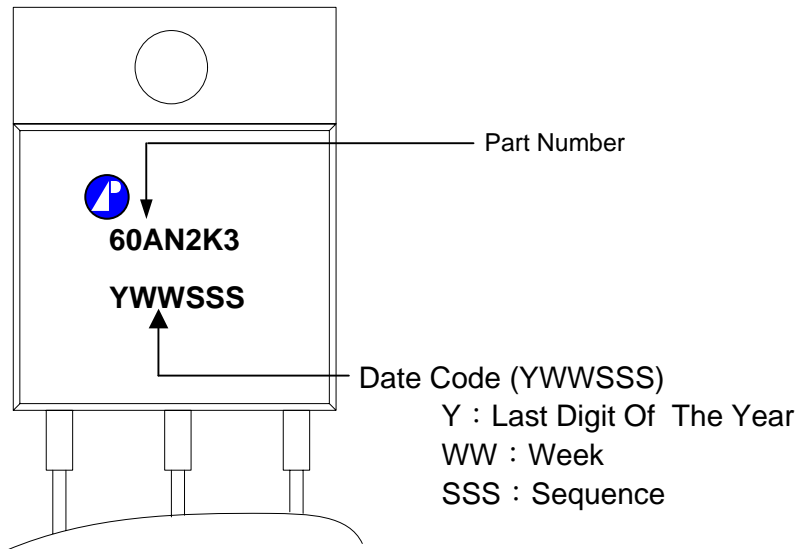 Part Number
60AN2K3
YWWSSS
Date Code (YWWSSS)
Y：Last Digit Of The Year
WW：Week
SSS：Sequence